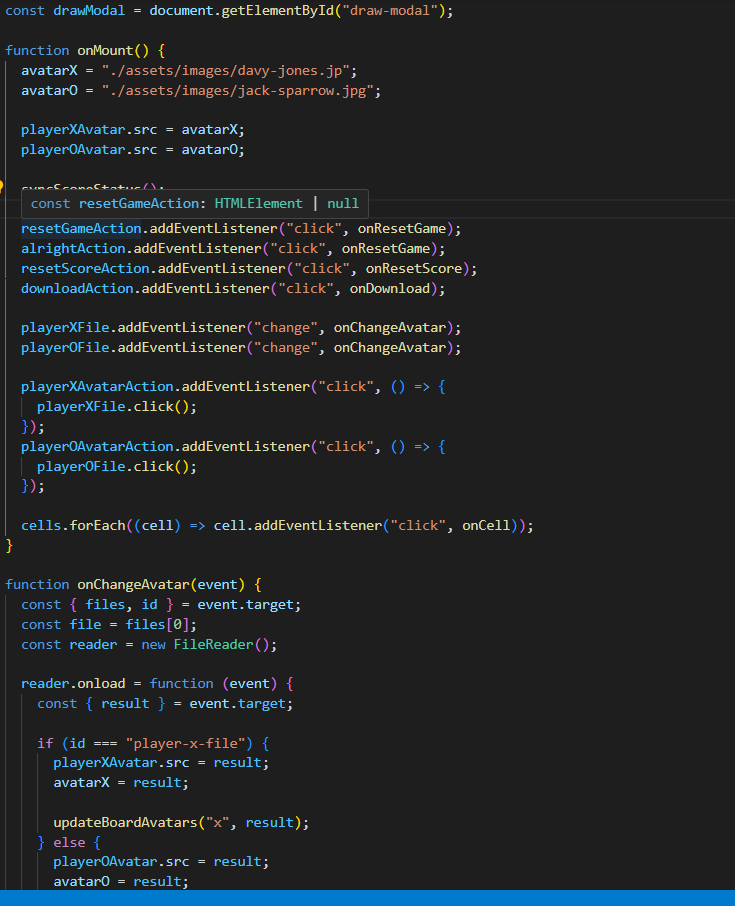 const drawModal = document.getElementById("draw-modal");
function onMount() {
avatarX = "./assets/images/davy-jones.jp";
avatarO = "./assets/images/jack-sparrow.jpg";
playerXAvatar.src = avatarX;
playerOAvatar.src = avatarO;
syncScoreStatus();
const resetGameAction: HTMLElement | null
resetGameAction.addEventListener("click", onResetGame);
alrightAction.addEventListener("click", onResetGame);
resetScoreAction.addEventListener("click", onResetScore);
downloadAction.addEventListener("click", onDownload);
playerXFile.addEventListener("change", onChangeAvatar);
playerOFile.addEventListener("change", onChangeAvatar);
playerXAvatarAction.addEventListener("click", () => {
playerXFile.click();
});
playerOAvatarAction.addEventListener("click", () => {
playerOFile.click();
});
cells.forEach((cell) => cell.addEventListener("click", onCell));
}
function onChangeAvatar(event) {
const { files, id } = event.target;
const file = files[0];
const reader = new FileReader();
reader.onload = function (event) {
const { result } = event.target;
if (id === "player-x-file") {
playerXAvatar.src = result;
avatarX = result;
updateBoardAvatars("x", result);
} else {
playerOAvatar.src = result;
avatarO = result;